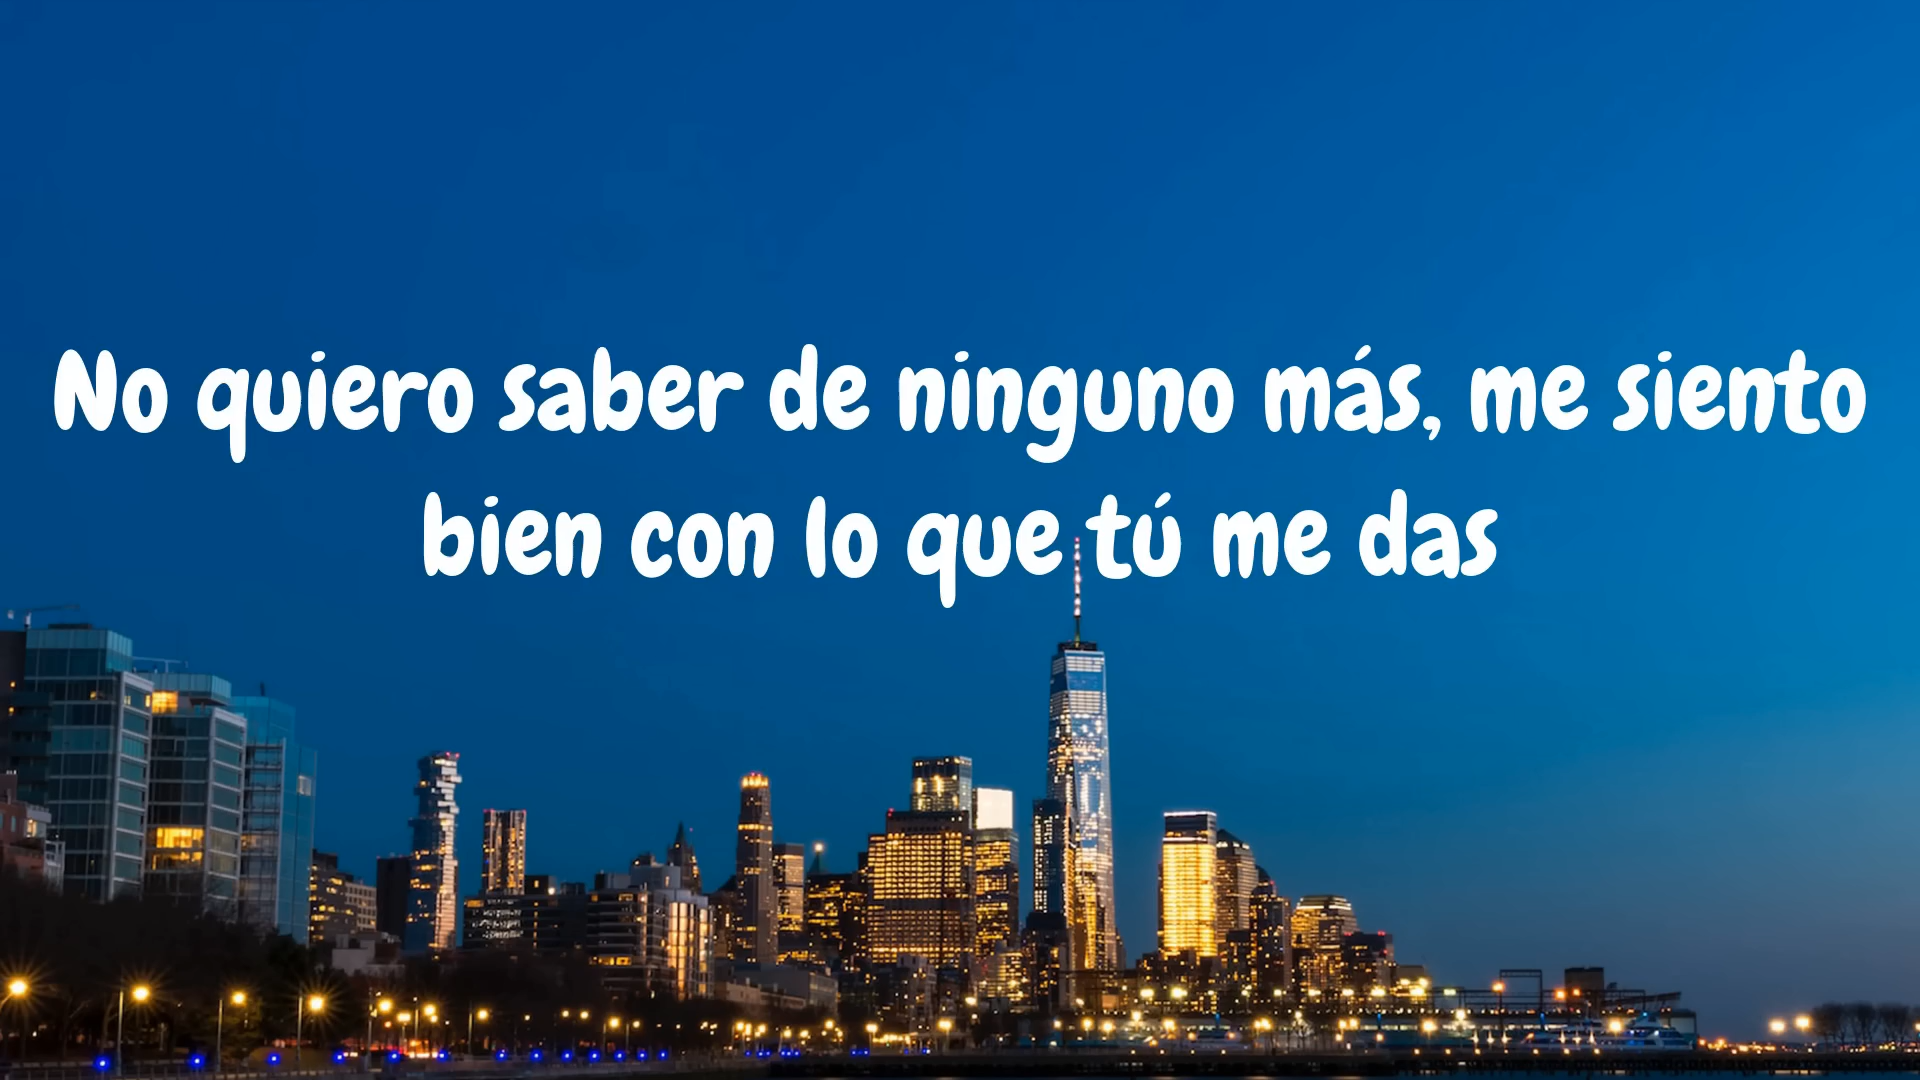 No quiero saber de ninguno más, me siento
bien con lo que tú me das